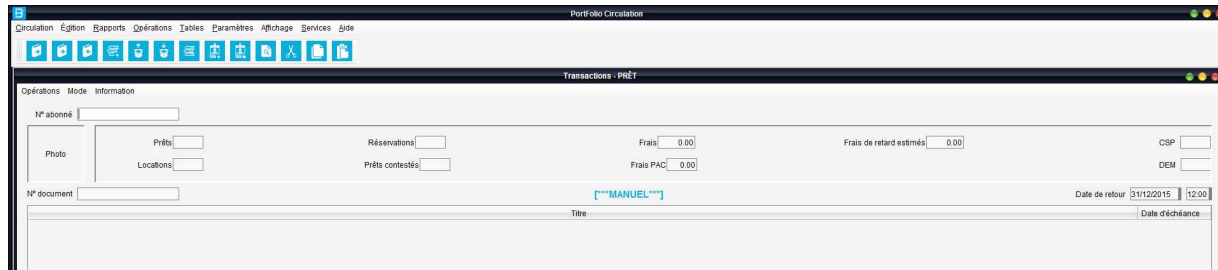 B PortFolio Circulation
Circulation Édition Rapports Opérations Tables Paramètres Affichage Services Aide
Transactions - PRÊT
Opérations Mode Information
Nº abonné
Photo
Prêts Réservations Frais 0.00 Frais de retard estimés 0.00 CSP
Locations Prêts contestés Frais PAC 0.00 DEM
Nº document [***MANUEL***] Date de retour 31/12/2015 12:00
Titre Date d'échéance